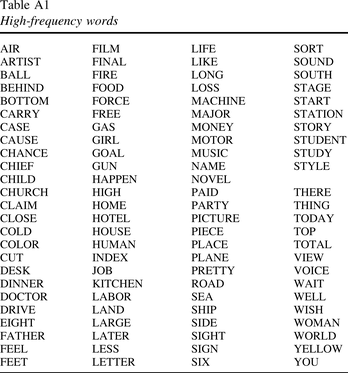 Table A1
High-frequency words
AIR FILM LIFE SORT
ARTIST FINAL LIKE SOUND
BALL FIRE LONG SOUTH
BEHIND FOOD LOSS STAGE
BOTTOM FORCE MACHINE START
CARRY FREE MAJOR STATION
CASE GAS MONEY STORY
CAUSE GIRL MOTOR STUDENT
CHANCE GOAL MUSIC STUDY
CHIEF GUN NAME STYLE
CHILD HAPPEN NOVEL
CHURCH HIGH PAID THERE
CLAIM HOME PARTY THING
CLOSE HOTEL PICTURE TODAY
COLD HOUSE PIECE TOP
COLOR HUMAN PLACE TOTAL
CUT INDEX PLANE VIEW
DESK JOB PRETTY VOICE
DINNER KITCHEN ROAD WAIT
DOCTOR LABOR SEA WELL
DRIVE LAND SHIP WISH
EIGHT LARGE SIDE WOMAN
FATHER LATER SIGHT WORLD
FEEL LESS SIGN YELLOW
FEET LETTER SIX YOU